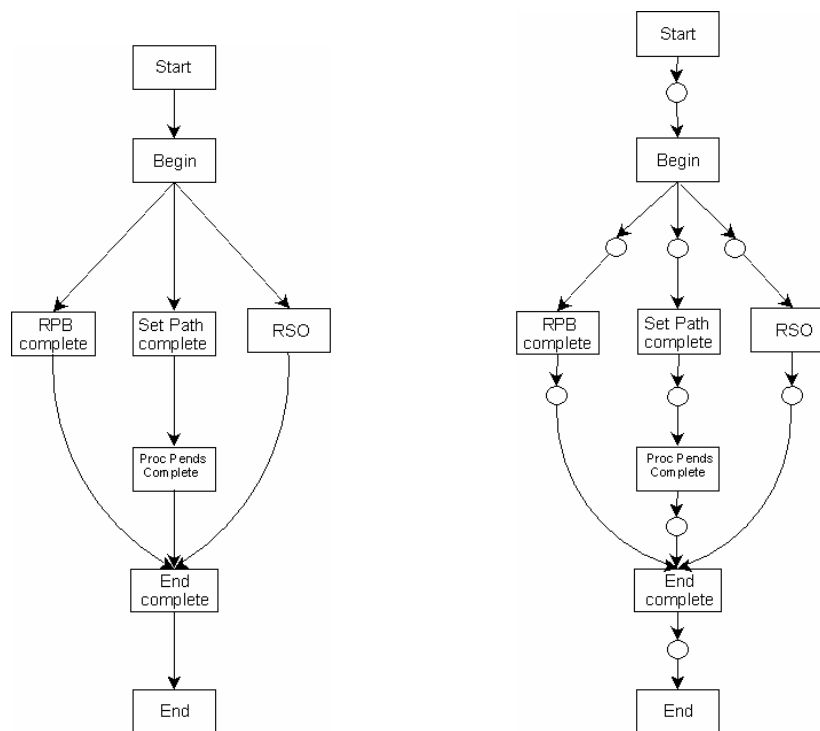 Start
Begin
RPB
complete
Set Path
complete
RSO
Proc Pends
Complete
End
complete
End
Start
Begin
RPB
complete
Set Path
complete
RSO
Proc Pends
Complete
End
complete
End